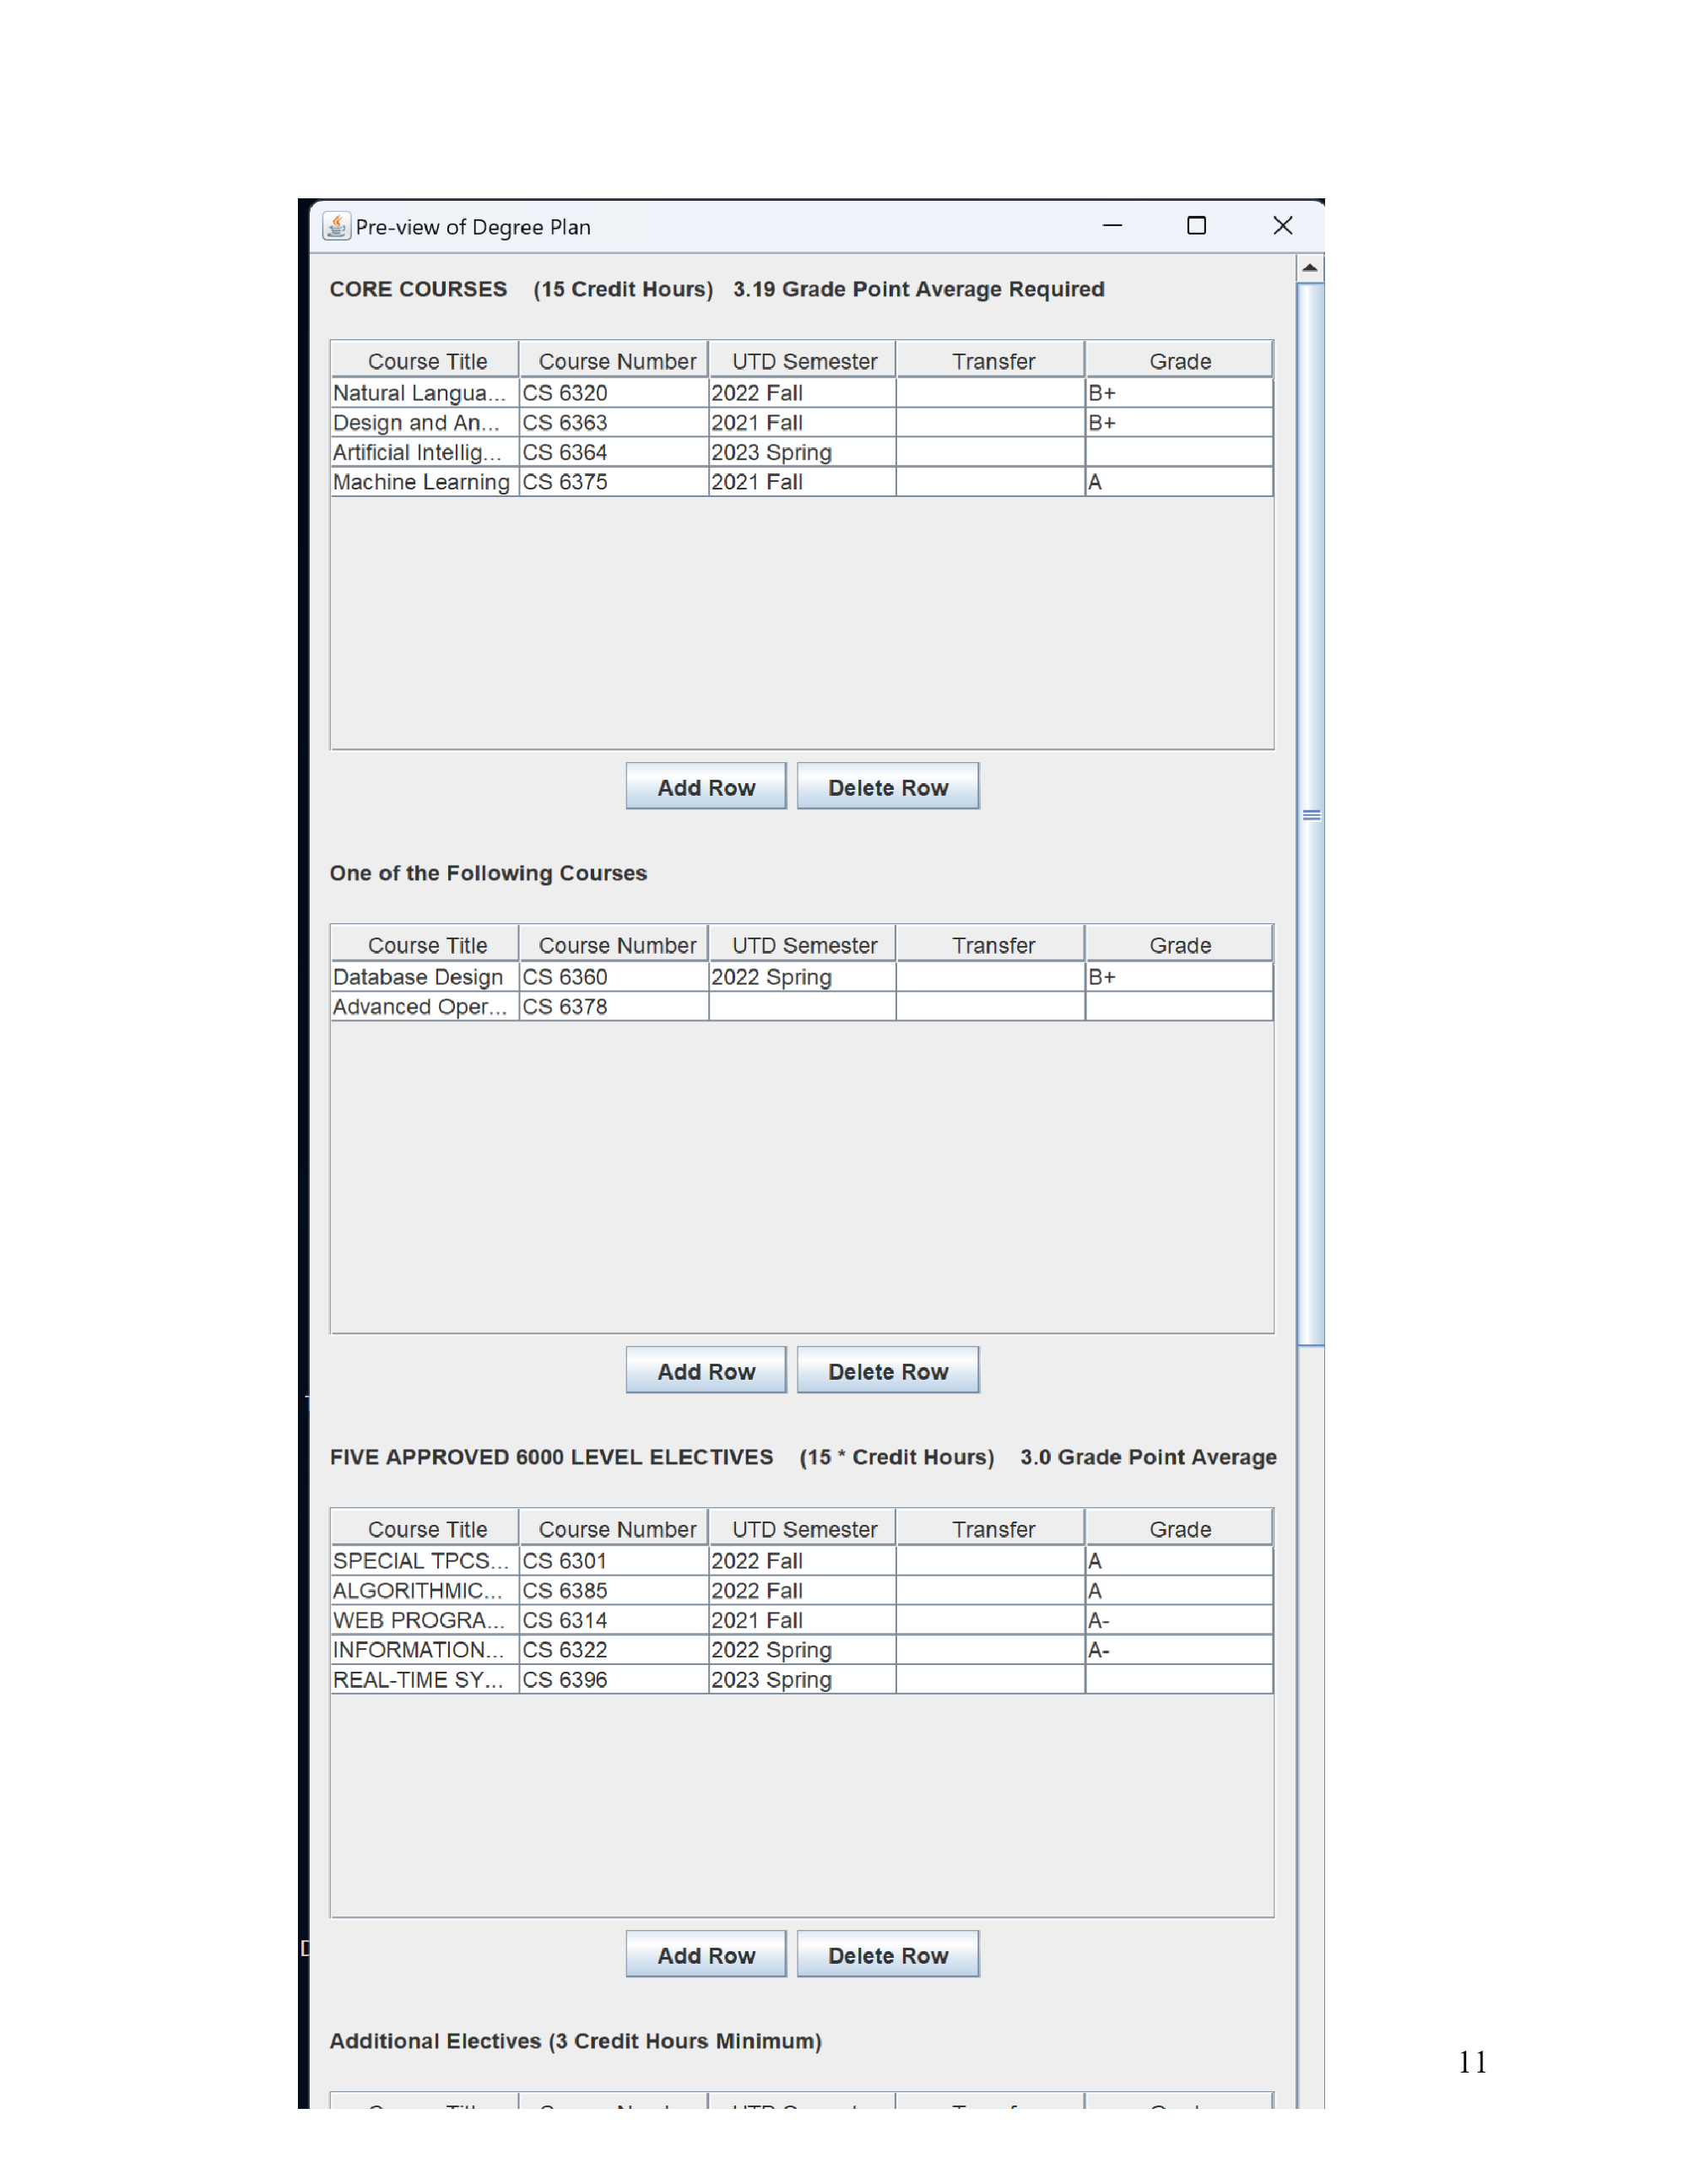 Pre-view of Degree Plan
CORE COURSES (15 Credit Hours) 3.19 Grade Point Average Required
Course Title Course Number UTD Semester Transfer Grade
Natural Langua... CS 6320 2022 Fall B+
Design and An... CS 6363 2021 Fall B+
Artificial Intellig... CS 6364 2023 Spring
Machine Learning CS 6375 2021 Fall A
Add Row Delete Row
One of the Following Courses
Course Title Course Number UTD Semester Transfer Grade
Database Design CS 6360 2022 Spring B+
Advanced Oper... CS 6378
Add Row Delete Row
FIVE APPROVED 6000 LEVEL ELECTIVES (15 * Credit Hours) 3.0 Grade Point Average
Course Title Course Number UTD Semester Transfer Grade
SPECIAL TPCS... CS 6301 2022 Fall A
ALGORITHMIC... CS 6385 2022 Fall A
WEB PROGRA... CS 6314 2021 Fall A-
INFORMATION... CS 6322 2022 Spring A-
REAL-TIME SY... CS 6396 2023 Spring
Add Row Delete Row
Additional Electives (3 Credit Hours Minimum)
11